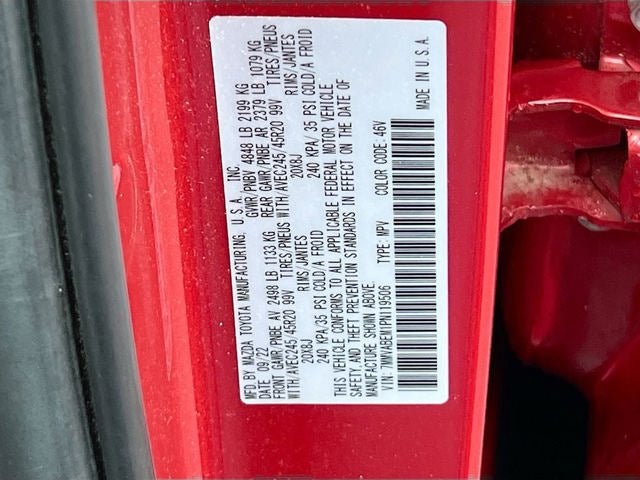 MFD.BY MAZDA TOYOTA MANUFACTURING, U.S.A., INC.
DATE 09/22 GVWR/PNBV 4848 LB 2199 KG
FRONT GAWR/PNBE AV 2498 LB 1133 KG REAR GAWR/PNBE AR 2379 LB 1079 KG
WITH/AVEC245/45R20 99V TIRES/PNEUS WITH/AVEC245/45R20 99V TIRES/PNEUS
20X8J RIMS/JANTES 20X8J RIMS/JANTES
240 KPA/35 PSI COLD/A FROID 240 KPA/35 PSI COLD/A FROID
THIS VEHICLE CONFORMS TO ALL APPLICABLE FEDERAL MOTOR VEHICLE
SAFETY, AND THEFT PREVENTION STANDARDS IN EFFECT ON THE DATE OF
MANUFACTURE SHOWN ABOVE.
VIN: 7MMVABEM1PN119506 TYPE: MPV COLOR CODE: 46V
MADE IN U.S.A.